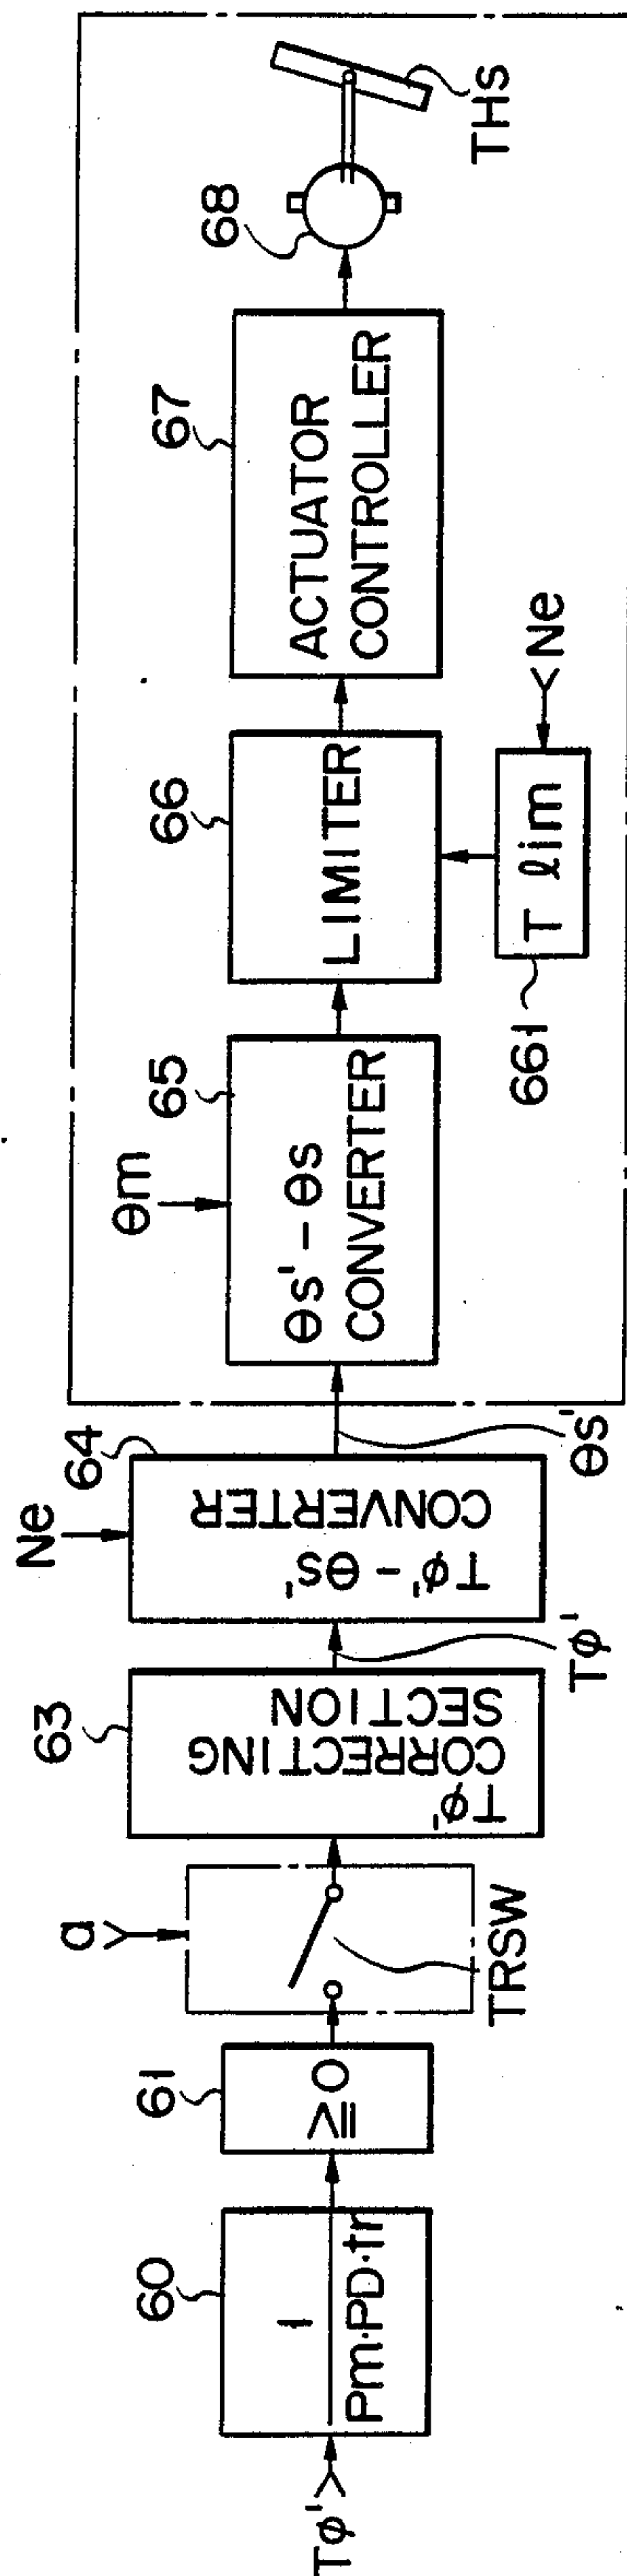 Tφ'
60
1
Pm·PD·tr
61
≧0
a
TRSW
63
Tφ'
CORRECTING
SECTION
Tφ'
Ne
64
Tφ' - θs'
CONVERTER
θs'
θm
65
θs' - θs
CONVERTER
66
LIMITER
661
T lim
Ne
67
ACTUATOR
CONTROLLER
68
THs